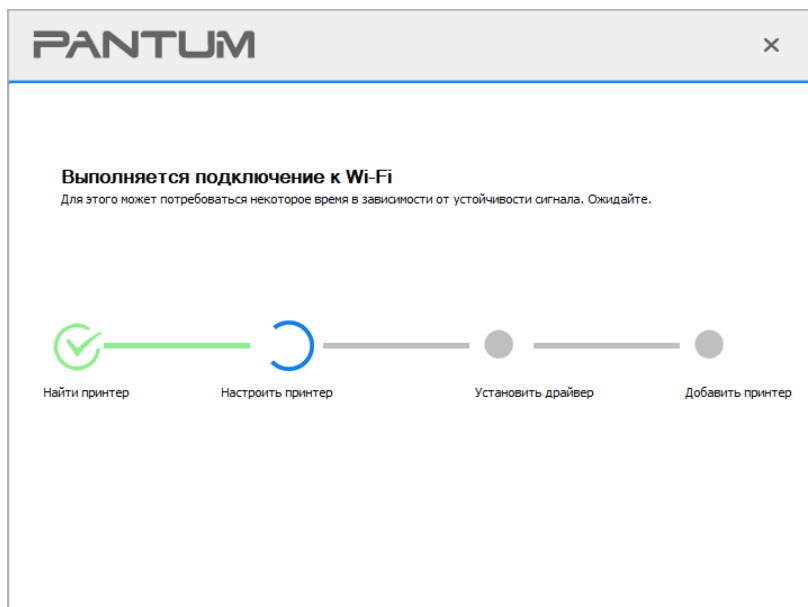 PANTUM
Выполняется подключение к Wi-Fi
Для этого может потребоваться некоторое время в зависимости от устойчивости сигнала. Ожидайте.
Найти принтер
Настроить принтер
Установить драйвер
Добавить принтер